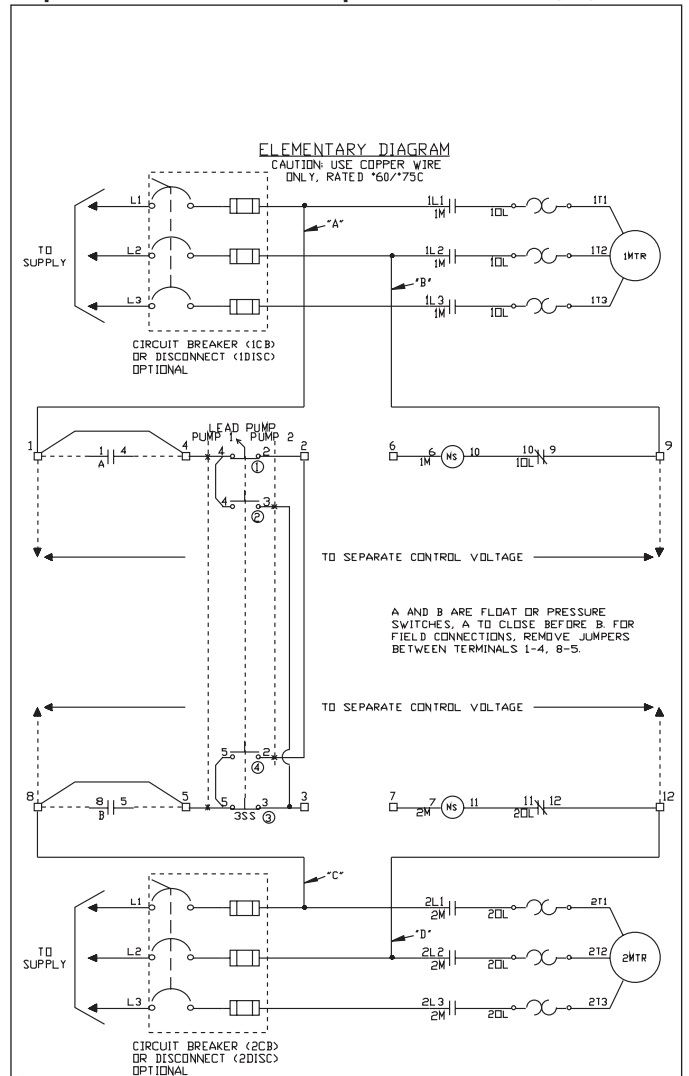 ELEMENTARY DIAGRAM
CAUTION: USE COPPER WIRE
ONLY, RATED °60/°75C
L1
1L1
1M
1OL
1T1
"A"
TO
SUPPLY
L2
1L2
1M
1OL
1T2
1MTR
"B"
L3
1L3
1M
1OL
1T3
CIRCUIT BREAKER (1CB)
OR DISCONNECT (1DISC)
OPTIONAL
LEAD PUMP
PUMP 1 PUMP 2
1
1
4
A
4
4
2
1
2
6
6
1M
NS
10
10
9
1OL
9
4
3
2
TO SEPARATE CONTROL VOLTAGE
A AND B ARE FLOAT OR PRESSURE
SWITCHES, A TO CLOSE BEFORE B. FOR
FIELD CONNECTIONS, REMOVE JUMPERS
BETWEEN TERMINALS 1-4, 8-5.
TO SEPARATE CONTROL VOLTAGE
5
2
4
8
8
5
B
5
5
3
3
3SS
3
7
7
2M
NS
11
11
12
2OL
12
"C"
L1
2L1
2M
2OL
2T1
"D"
TO
SUPPLY
L2
2L2
2M
2OL
2T2
2MTR
L3
2L3
2M
2OL
2T3
CIRCUIT BREAKER (2CB)
OR DISCONNECT (2DISC)
OPTIONAL